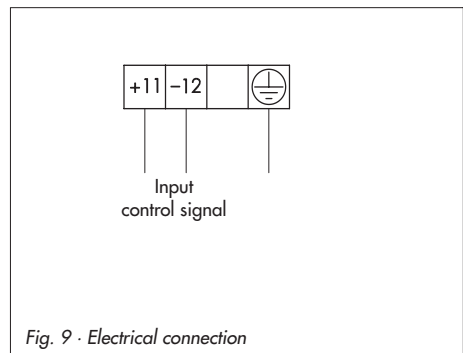 +11 –12
Input
control signal
Fig. 9 · Electrical connection